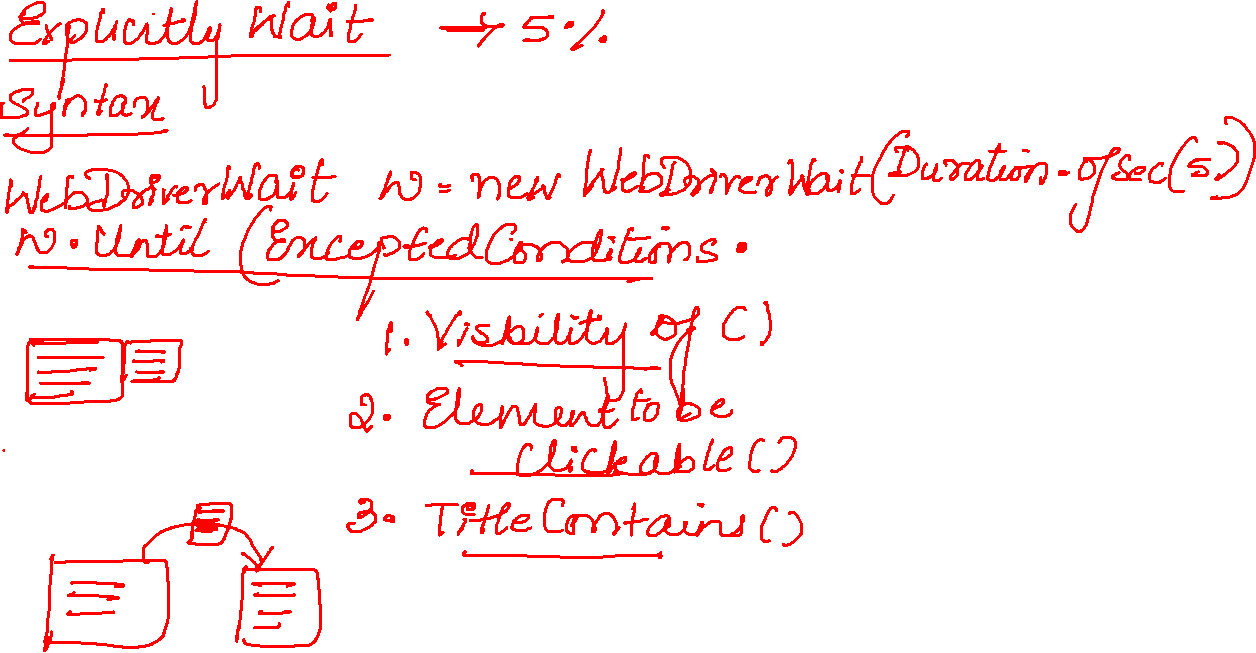 Explicitly Wait → 5%
Syntax
WebDriverWait w = new WebDriverWait(Duration.ofSec(5))
w.Until (ExceptedConditions.
1. Visbility of ()
2. Element to be
Clickable()
3. TitleContains()